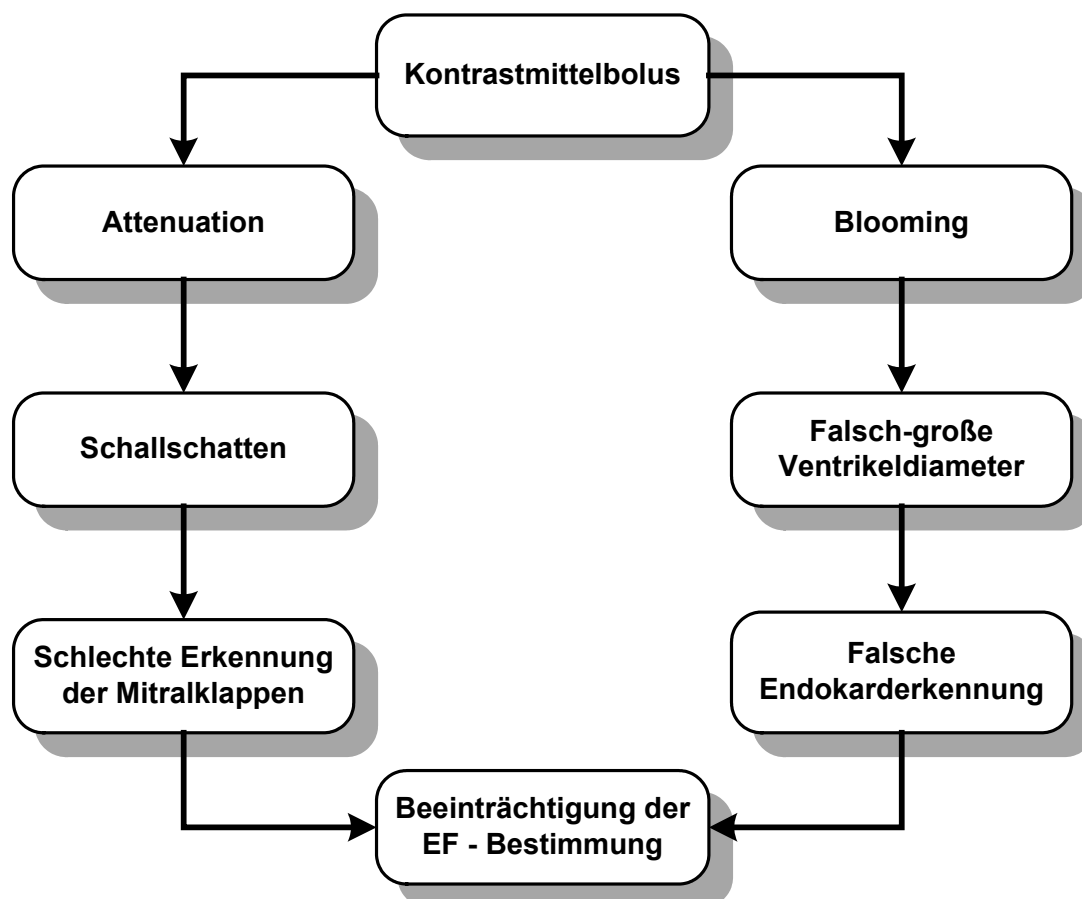 Kontrastmittelbolus
Attenuation
Blooming
Schallschatten
Falsch-große
Ventrikeldiameter
Schlechte Erkennung
der Mitralklappen
Falsche
Endokarderkennung
Beeinträchtigung der
EF - Bestimmung